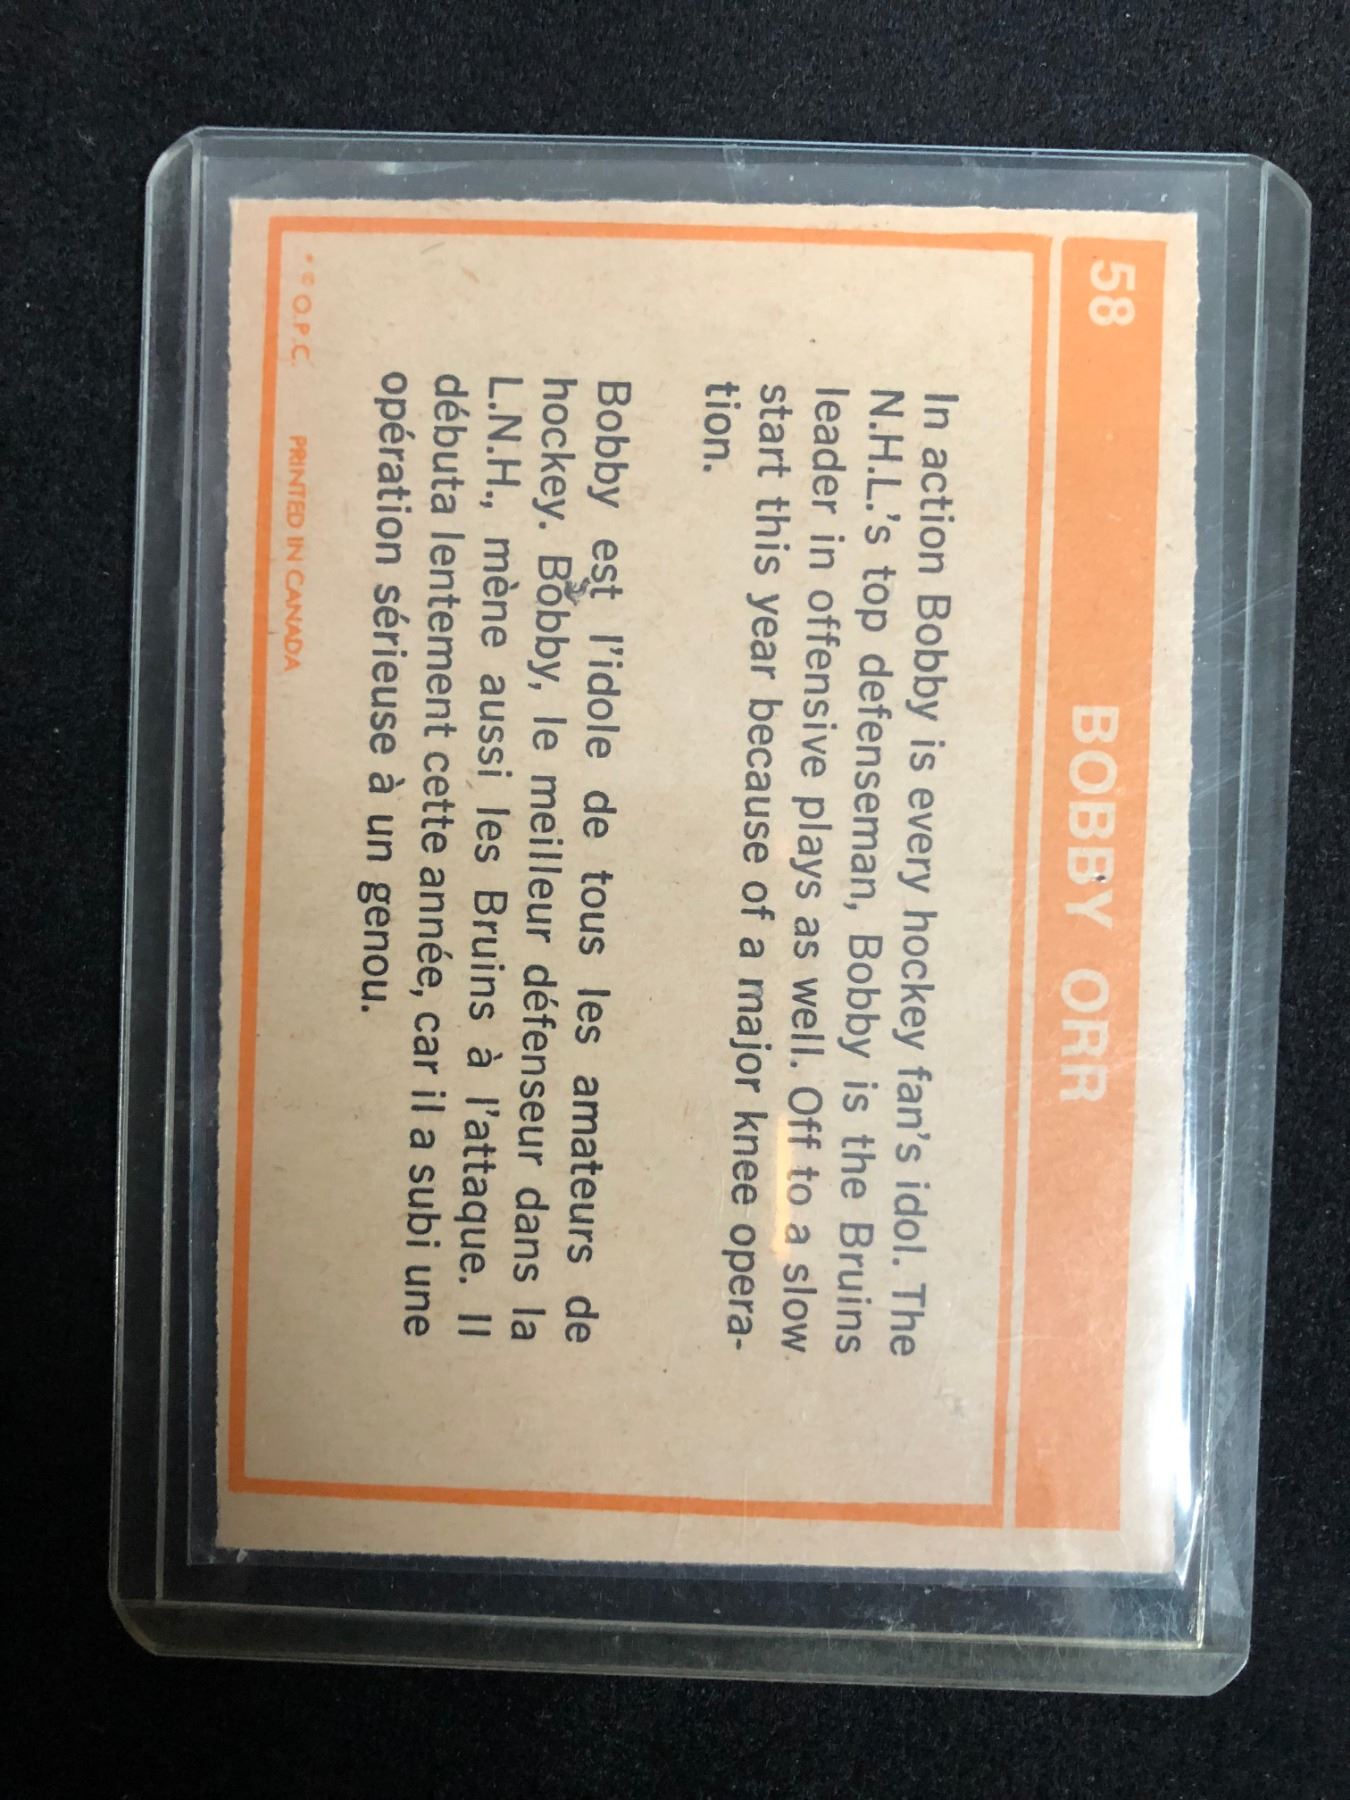 58 BOBBY ORR
In action Bobby is every hockey fan's idol. The
N.H.L.'s top defenseman, Bobby is the Bruins
leader in offensive plays as well. Off to a slow
start this year because of a major knee opera-
tion.
Bobby est l'idole de tous les amateurs de
hockey. Bobby, le meilleur défenseur dans la
L.N.H., mène aussi les Bruins à l'attaque. Il
débuta lentement cette année, car il a subi une
opération sérieuse à un genou.
* © O.P.C. PRINTED IN CANADA